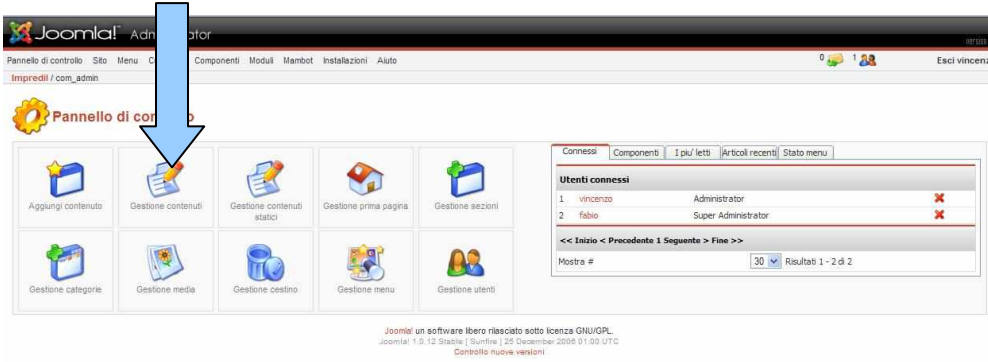 Joomla! Adm rator
Pannello di controllo Sito Menu Componenti Moduli Mambot Installazioni Aiuto 0 1 Esci vincenz
Impredil / com_admin
Pannello di co o
Connessi Componenti I piu' letti Articoli recenti Stato menu
Aggiungi contenuto Gestione contenuti Gestione contenuti statici Gestione prima pagina Gestione sezioni
Gestione categorie Gestione media Gestione cestino Gestione menu Gestione utenti
Utenti connessi
1 vincenzo Administrator
2 fabio Super Administrator
<< Inizio < Precedente 1 Seguente > Fine >>
Mostra # 30 Risultati 1 - 2 di 2
Joomla! un software libero rilasciato sotto licenza GNU/GPL.
Joomla! 1.0.12 Stable [ Sunfire ] 25 December 2006 01:00 UTC
Controllo nuove versioni